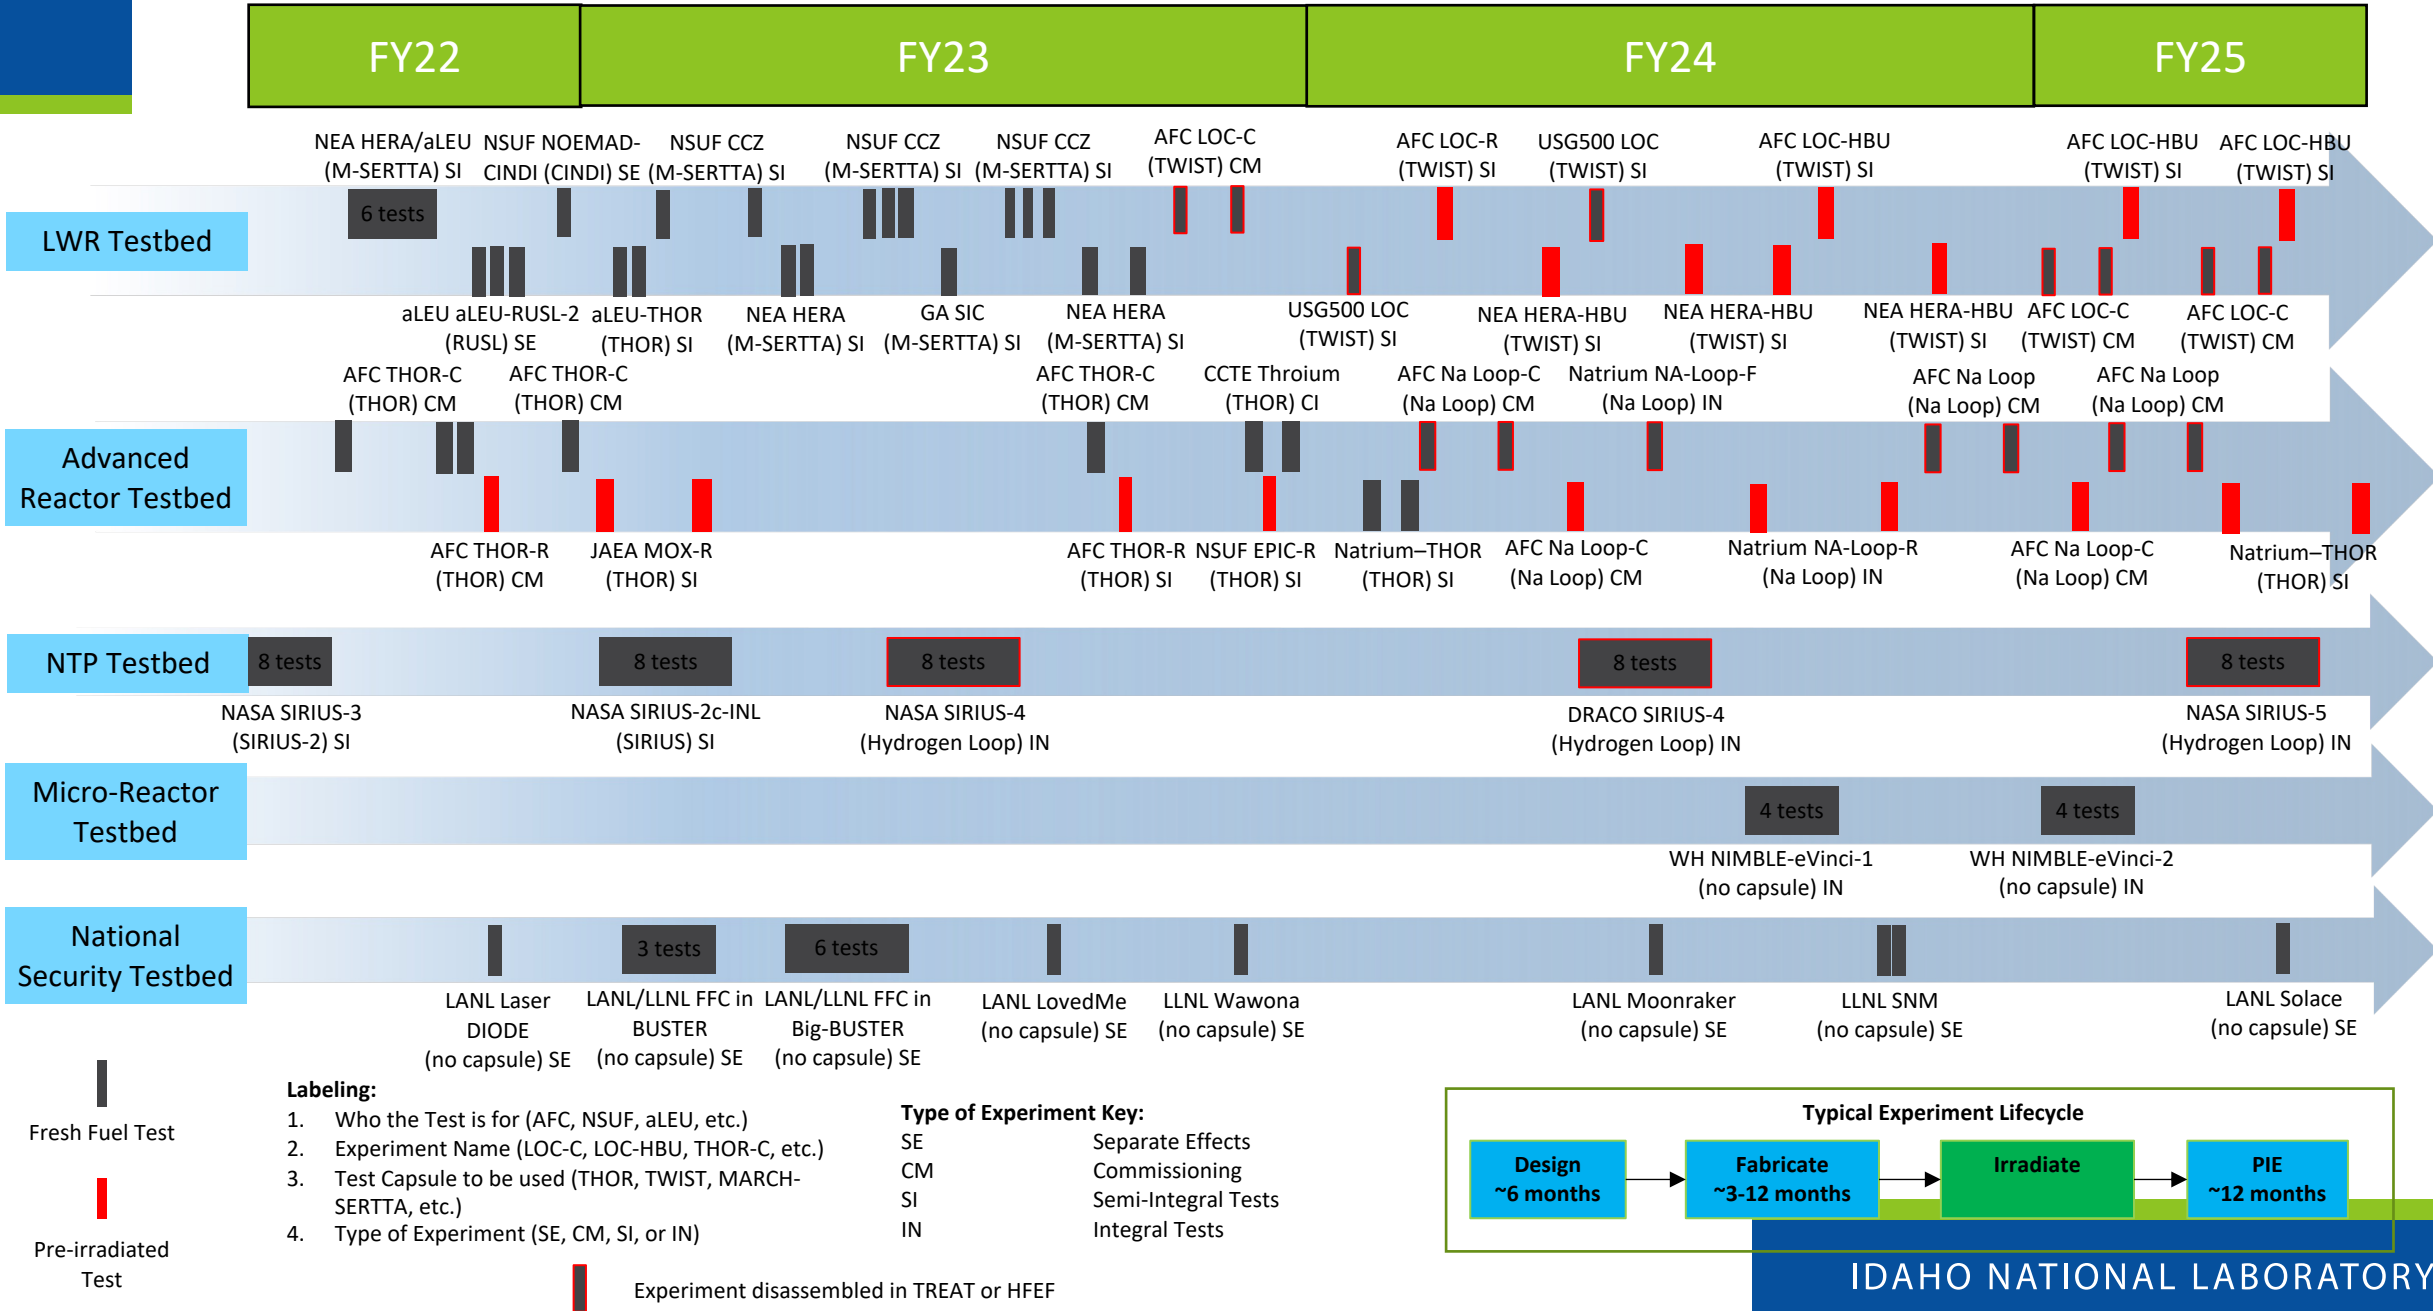 FY22 FY23 FY24 FY25
NEA HERA/aLEU
(M-SERTTA) SI
NSUF NOEMAD-
CINDI (CINDI) SE
NSUF CCZ
(M-SERTTA) SI
NSUF CCZ
(M-SERTTA) SI
NSUF CCZ
(M-SERTTA) SI
AFC LOC-C
(TWIST) CM
AFC LOC-R
(TWIST) SI
USG500 LOC
(TWIST) SI
AFC LOC-HBU
(TWIST) SI
AFC LOC-HBU
(TWIST) SI
AFC LOC-HBU
(TWIST) SI
LWR Testbed
6 tests
aLEU aLEU-RUSL-2
(RUSL) SE
aLEU-THOR
(THOR) SI
NEA HERA
(M-SERTTA) SI
GA SIC
(M-SERTTA) SI
NEA HERA
(M-SERTTA) SI
USG500 LOC
(TWIST) SI
NEA HERA-HBU
(TWIST) SI
NEA HERA-HBU
(TWIST) SI
NEA HERA-HBU
(TWIST) SI
AFC LOC-C
(TWIST) CM
AFC LOC-C
(TWIST) CM
AFC THOR-C
(THOR) CM
AFC THOR-C
(THOR) CM
AFC THOR-C
(THOR) CM
CCTE Throium
(THOR) CI
AFC Na Loop-C
(Na Loop) CM
Natrium NA-Loop-F
(Na Loop) IN
AFC Na Loop
(Na Loop) CM
AFC Na Loop
(Na Loop) CM
Advanced
Reactor Testbed
AFC THOR-R
(THOR) CM
JAEA MOX-R
(THOR) SI
AFC THOR-R
(THOR) SI
NSUF EPIC-R
(THOR) SI
Natrium–THOR
(THOR) SI
AFC Na Loop-C
(Na Loop) CM
Natrium NA-Loop-R
(Na Loop) IN
AFC Na Loop-C
(Na Loop) CM
Natrium–THOR
(THOR) SI
NTP Testbed
8 tests
8 tests
8 tests
8 tests
8 tests
NASA SIRIUS-3
(SIRIUS-2) SI
NASA SIRIUS-2c-INL
(SIRIUS) SI
NASA SIRIUS-4
(Hydrogen Loop) IN
DRACO SIRIUS-4
(Hydrogen Loop) IN
NASA SIRIUS-5
(Hydrogen Loop) IN
Micro-Reactor
Testbed
4 tests
4 tests
WH NIMBLE-eVinci-1
(no capsule) IN
WH NIMBLE-eVinci-2
(no capsule) IN
National
Security Testbed
3 tests
6 tests
LANL Laser
DIODE
(no capsule) SE
LANL/LLNL FFC in
BUSTER
(no capsule) SE
LANL/LLNL FFC in
Big-BUSTER
(no capsule) SE
LANL LovedMe
(no capsule) SE
LLNL Wawona
(no capsule) SE
LANL Moonraker
(no capsule) SE
LLNL SNM
(no capsule) SE
LANL Solace
(no capsule) SE
Fresh Fuel Test
Pre-irradiated
Test
Labeling:
1. Who the Test is for (AFC, NSUF, aLEU, etc.)
2. Experiment Name (LOC-C, LOC-HBU, THOR-C, etc.)
3. Test Capsule to be used (THOR, TWIST, MARCH-
SERTTA, etc.)
4. Type of Experiment (SE, CM, SI, or IN)
Type of Experiment Key:
SE Separate Effects
CM Commissioning
SI Semi-Integral Tests
IN Integral Tests
Experiment disassembled in TREAT or HFEF
Typical Experiment Lifecycle
Design
~6 months
Fabricate
~3-12 months
Irradiate
PIE
~12 months
IDAHO NATIONAL LABORATORY